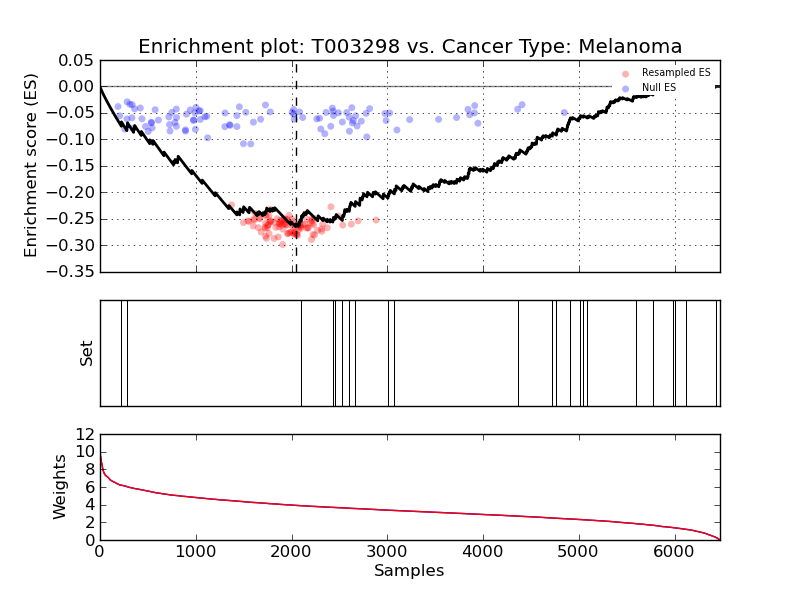 Enrichment plot: T003298 vs. Cancer Type: Melanoma
Enrichment score (ES)
0.05
0.00
−0.05
−0.10
−0.15
−0.20
−0.25
−0.30
−0.35
Resampled ES
Null ES
Set
Weights
12
10
8
6
4
2
0
0 1000 2000 3000 4000 5000 6000
Samples